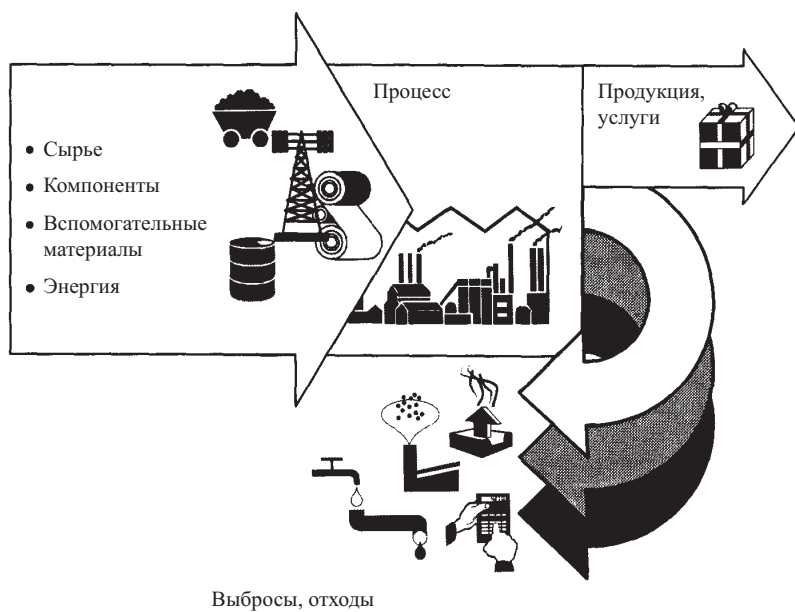 Процесс
Продукция,
услуги
• Сырье
• Компоненты
• Вспомогательные
материалы
• Энергия
Выбросы, отходы